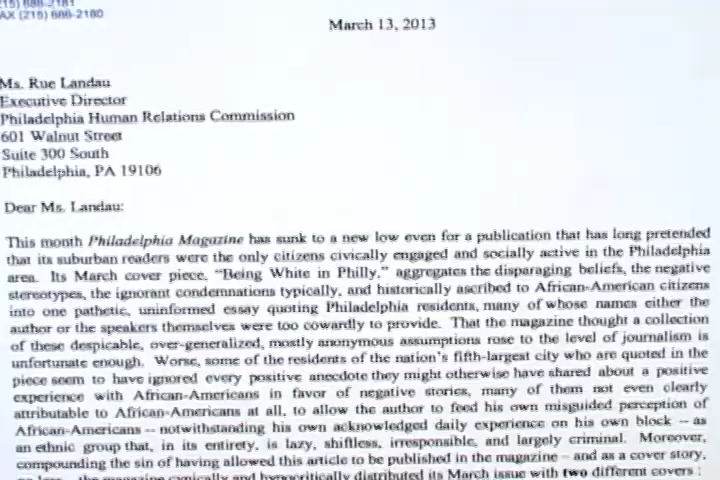 FAX (215) 686-2180
March 13, 2013
Ms. Rue Landau
Executive Director
Philadelphia Human Relations Commission
601 Walnut Street
Suite 300 South
Philadelphia, PA 19106
Dear Ms. Landau:
This month Philadelphia Magazine has sunk to a new low even for a publication that has long pretended
that its suburban readers were the only citizens civically engaged and socially active in the Philadelphia
area. Its March cover piece, “Being White in Philly,” aggregates the disparaging beliefs, the negative
stereotypes, the ignorant condemnations typically, and historically ascribed to African-American citizens
into one pathetic, uninformed essay quoting Philadelphia residents, many of whose names either the
author or the speakers themselves were too cowardly to provide. That the magazine thought a collection
of these despicable, over-generalized, mostly anonymous assumptions rose to the level of journalism is
unfortunate enough. Worse, some of the residents of the nation's fifth-largest city who are quoted in the
piece seem to have ignored every positive anecdote they might otherwise have shared about a positive
experience with African-Americans in favor of negative stories, many of them not even clearly
attributable to African-Americans at all, to allow the author to feed his own misguided perception of
African-Americans -- notwithstanding his own acknowledged daily experience on his own block -- as
an ethnic group that, in its entirety, is lazy, shiftless, irresponsible, and largely criminal. Moreover,
compounding the sin of having allowed this article to be published in the magazine – and as a cover story,
no less – the magazine cynically and hypocritically distributed its March issue with two different covers :